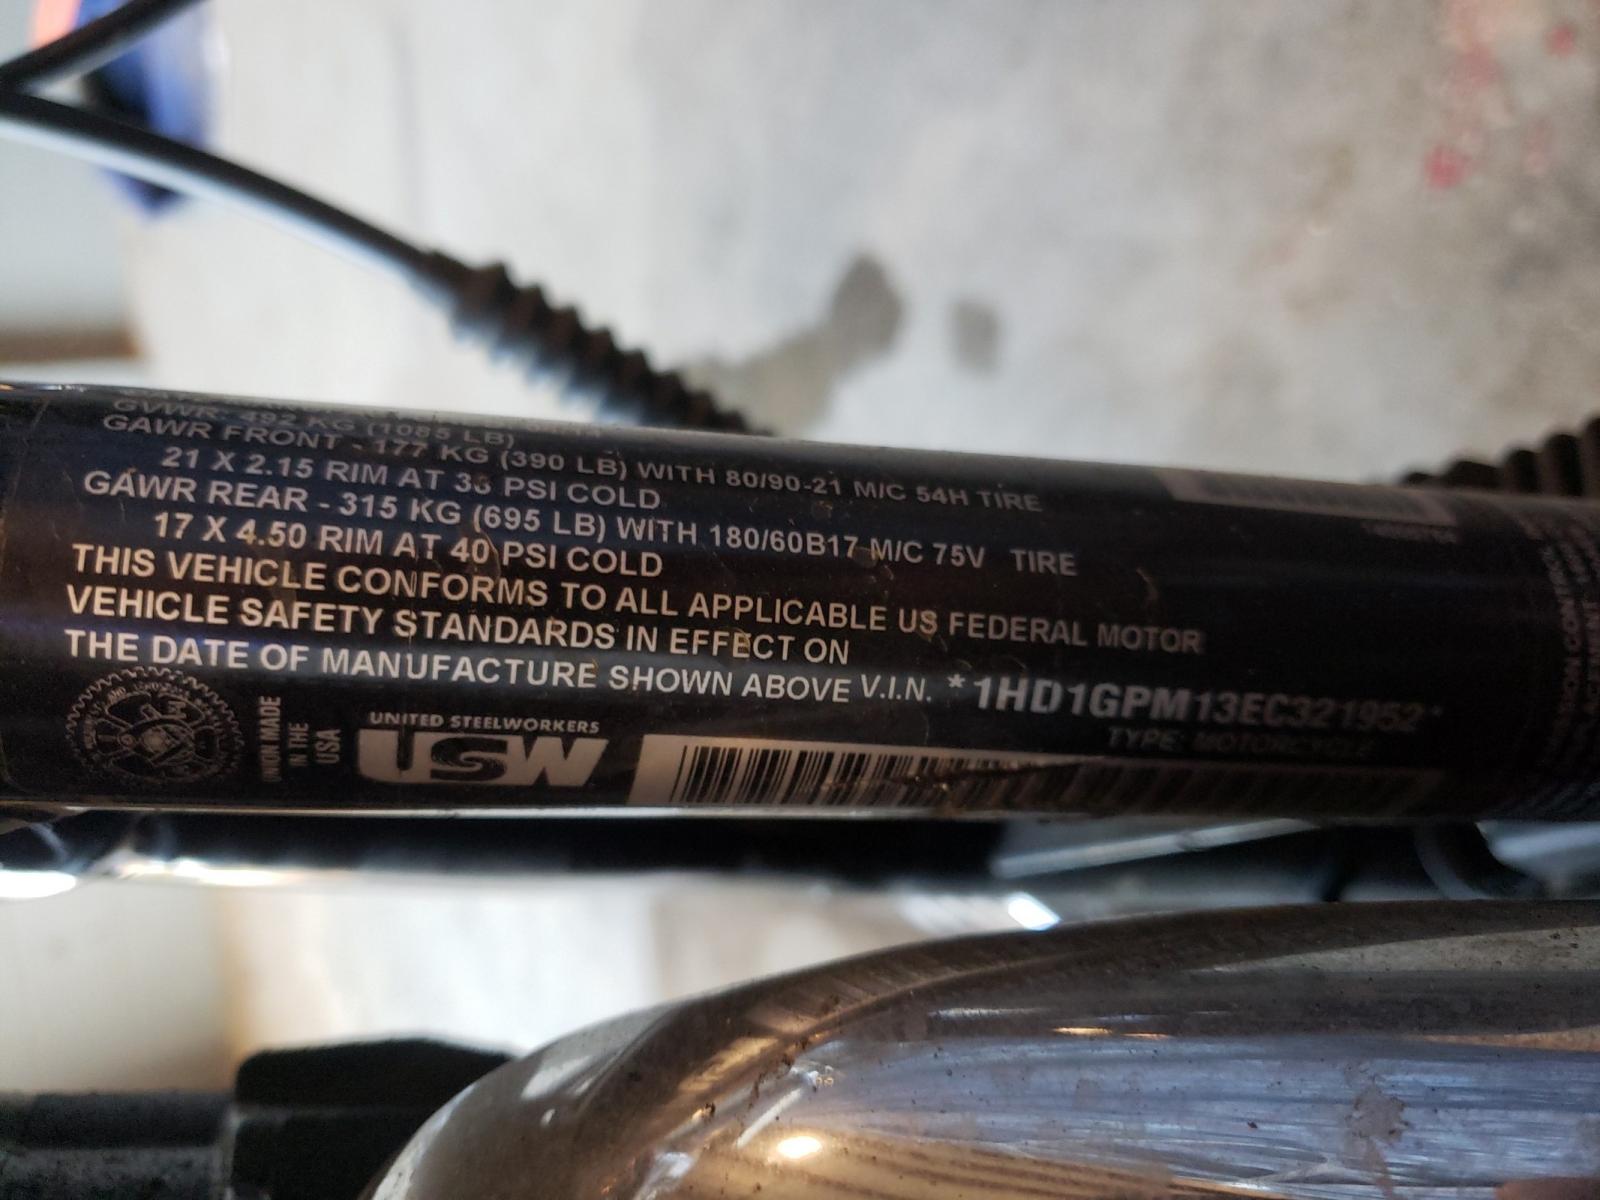 GVWR- 492 KG (1085 LB)
GAWR FRONT - 177 KG (390 LB) WITH 80/90-21 M/C 54H TIRE
21 X 2.15 RIM AT 36 PSI COLD
GAWR REAR - 315 KG (695 LB) WITH 180/60B17 M/C 75V TIRE
17 X 4.50 RIM AT 40 PSI COLD
THIS VEHICLE CONFORMS TO ALL APPLICABLE US FEDERAL MOTOR
VEHICLE SAFETY STANDARDS IN EFFECT ON
THE DATE OF MANUFACTURE SHOWN ABOVE V.I.N. *1HD1GPM13EC321952*
TYPE: MOTORCYCLE
UNION MADE
IN THE
USA
UNITED STEELWORKERS
USW